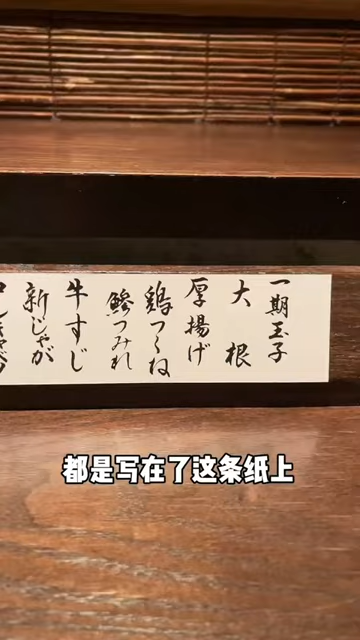 一期玉子
大根
厚揚げ
鶏つくね
鰺つみれ
牛すじ
新じゃが
都是写在了这条纸上